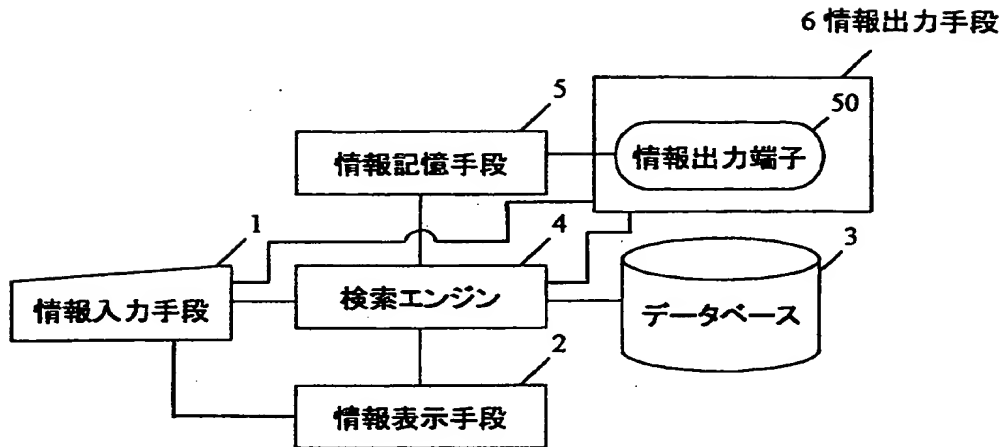 6 情報出力手段
5
50
情報記憶手段
情報出力端子
1
4
3
情報入力手段
検索エンジン
データベース
2
情報表示手段